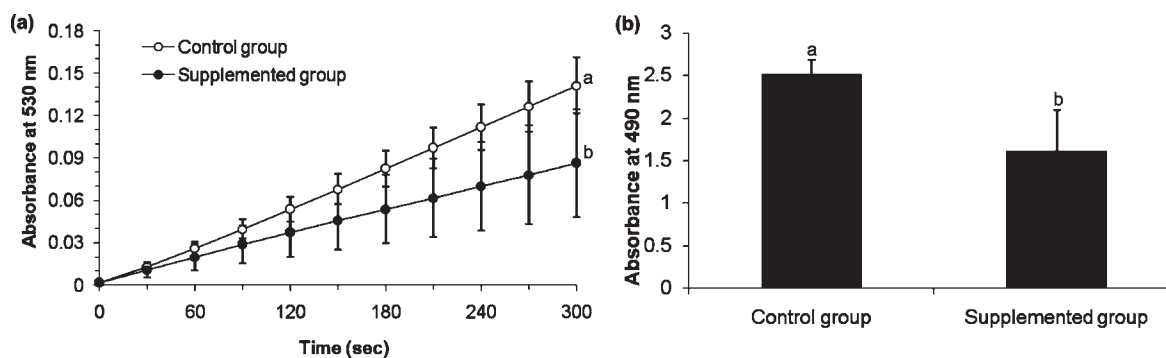 (a)
Absorbance at 530 nm
0.18
0.15
0.12
0.09
0.06
0.03
0
Control group
Supplemented group
a
b
0
60
120
180
240
300
Time (sec)
(b)
Absorbance at 490 nm
3
2.5
2
1.5
1
0.5
0
a
b
Control group
Supplemented group